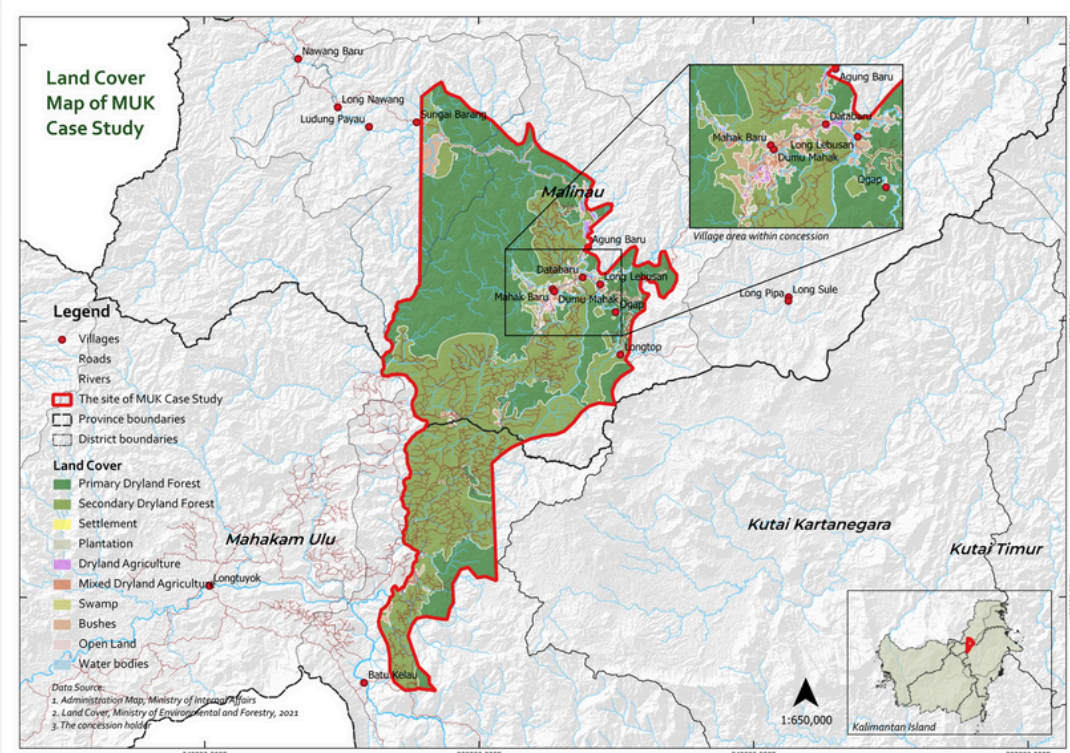 Land Cover
Map of MUK
Case Study
Nawang Baru
Long Nawang
Ludung Payau
Sungai Barang
Malinau
Agung Baru
Databaru
Long Lebusan
Mahak Baru
Dumu Mahak
Ogap
Longtop
Agung Baru
Databaru
Mahak Baru
Long Lebusan
Dumu Mahak
Ogap
Village area within concession
Long Pipa
Long Sule
Legend
Villages
Roads
Rivers
The site of MUK Case Study
Province boundaries
District boundaries
Land Cover
Primary Dryland Forest
Secondary Dryland Forest
Settlement
Plantation
Dryland Agriculture
Mixed Dryland Agriculture
Swamp
Bushes
Open Land
Water bodies
Mahakam Ulu
Kutai Kartanegara
Kutai Timur
Longtuyok
Batu Kelau
Data Source:
1. Administration Map, Ministry of Internal Affairs
2. Land Cover, Ministry of Environmental and Forestry, 2021
3. The concession holder
1:650,000
Kalimantan Island